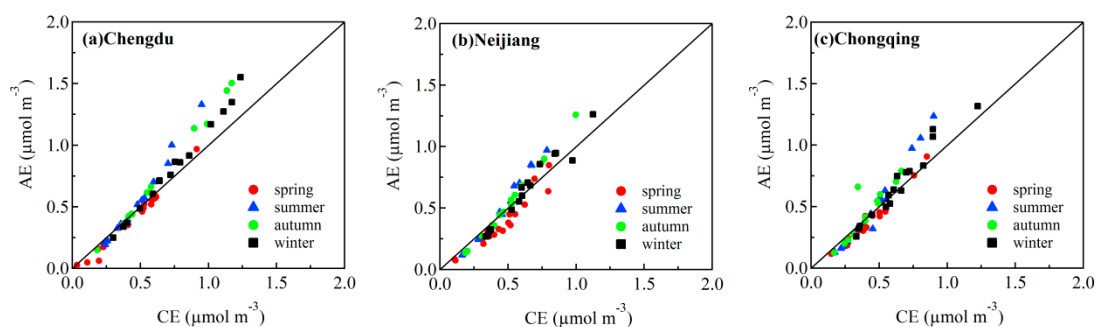 (a)Chengdu
AE (μmol m⁻³)
2.0
1.5
1.0
0.5
0.0
spring
summer
autumn
winter
0.0 0.5 1.0 1.5 2.0
CE (μmol m⁻³)
(b)Neijiang
AE (μmol m⁻³)
2.0
1.5
1.0
0.5
0.0
spring
summer
autumn
winter
0.0 0.5 1.0 1.5 2.0
CE (μmol m⁻³)
(c)Chongqing
AE (μmol m⁻³)
2.0
1.5
1.0
0.5
0.0
spring
summer
autumn
winter
0.0 0.5 1.0 1.5 2.0
CE (μmol m⁻³)